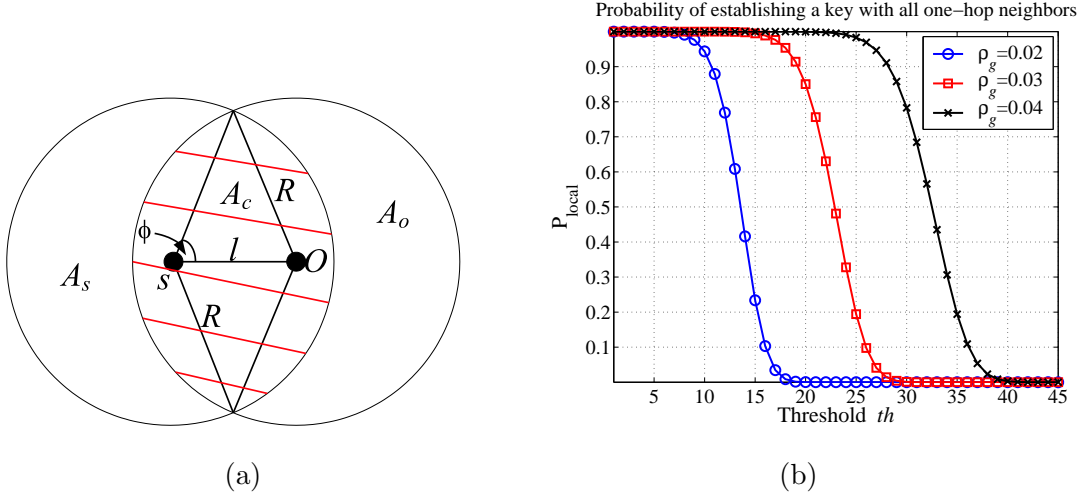 A_s
s
ϕ
l
A_c
R
R
O
A_o
(a)
Probability of establishing a key with all one-hop neighbors
P_local
0.9
0.8
0.7
0.6
0.5
0.4
0.3
0.2
0.1
5 10 15 20 25 30 35 40 45
Threshold th
ρ_g=0.02
ρ_g=0.03
ρ_g=0.04
(b)